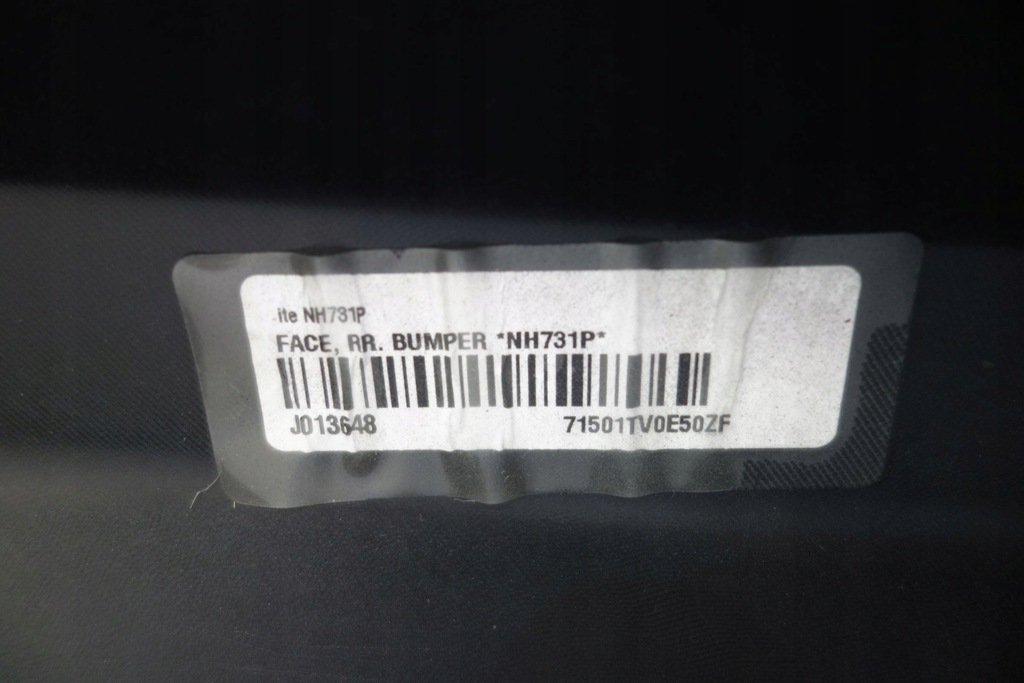 ite NH731P
FACE, RR. BUMPER *NH731P*
J013648 71501TV0E50ZF